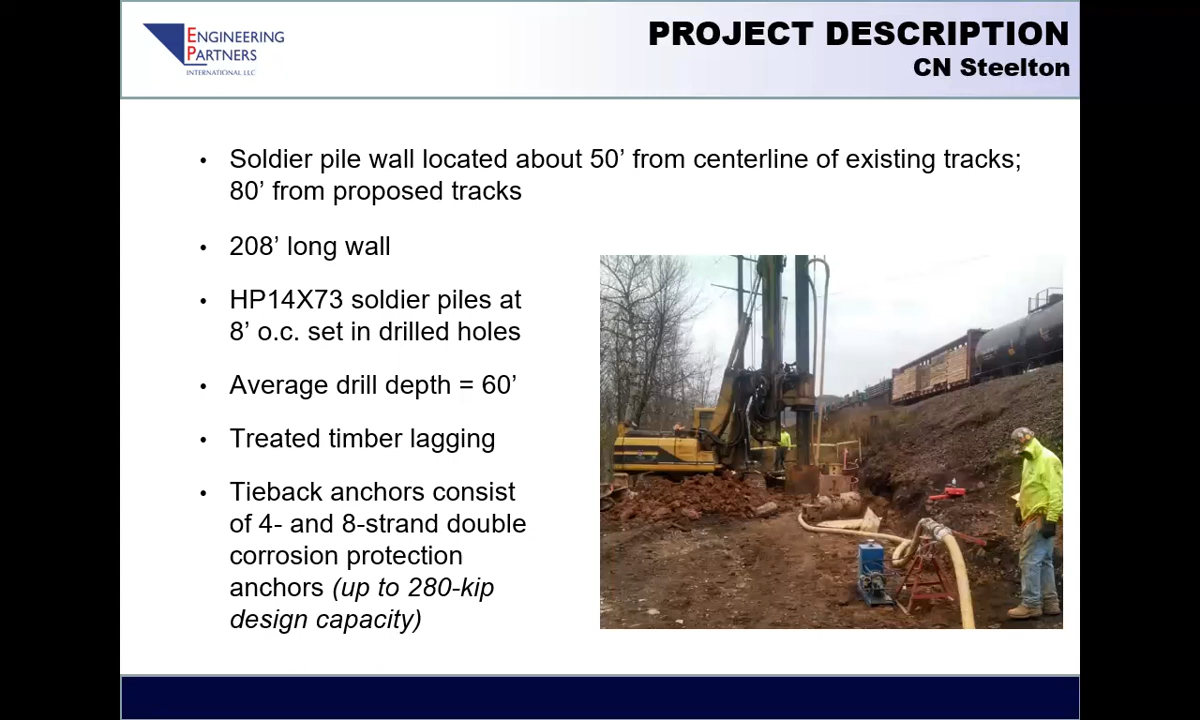 ENGINEERING
PARTNERS
INTERNATIONAL LLC
PROJECT DESCRIPTION
CN Steelton
• Soldier pile wall located about 50’ from centerline of existing tracks;
80’ from proposed tracks
• 208’ long wall
• HP14X73 soldier piles at
8’ o.c. set in drilled holes
• Average drill depth = 60’
• Treated timber lagging
• Tieback anchors consist
of 4- and 8-strand double
corrosion protection
anchors (up to 280-kip
design capacity)